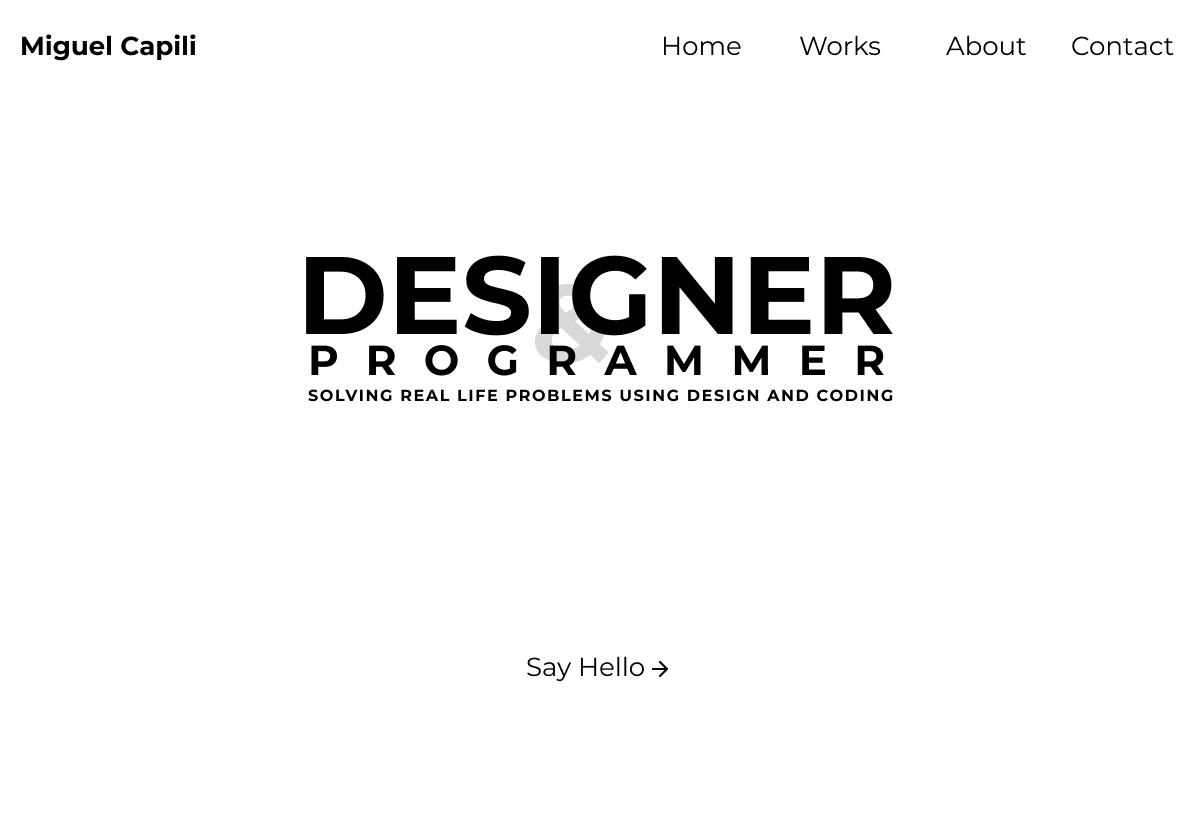 Miguel Capili
Home Works About Contact
DESIGNER
&
PROGRAMMER
SOLVING REAL LIFE PROBLEMS USING DESIGN AND CODING
Say Hello →